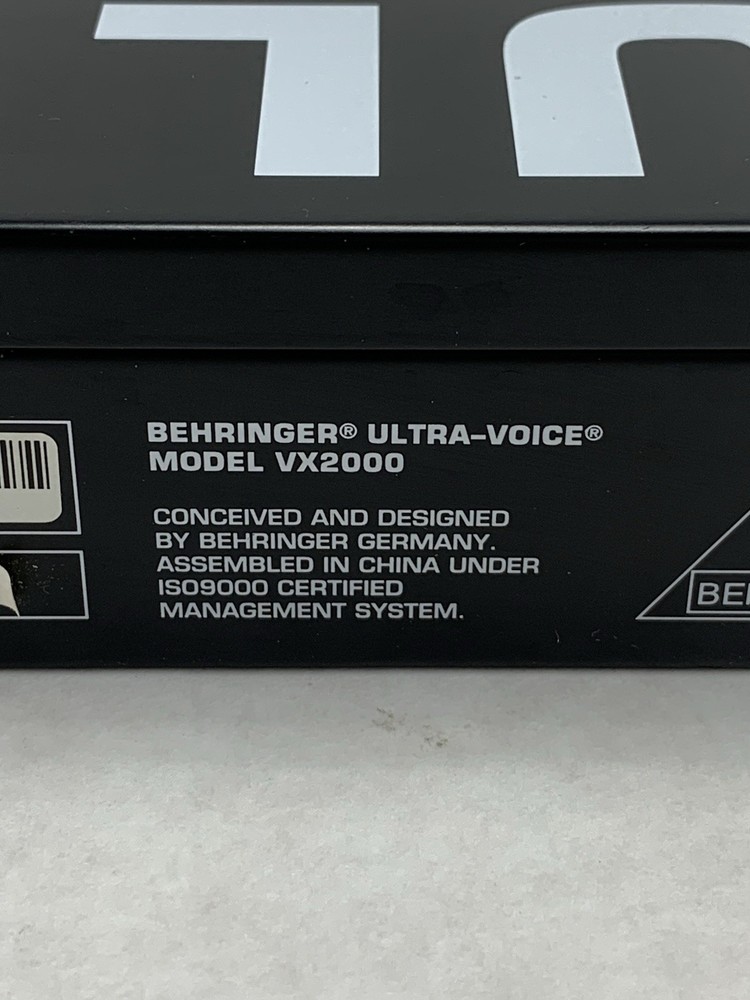 BEHRINGER® ULTRA-VOICE®
MODEL VX2000
CONCEIVED AND DESIGNED
BY BEHRINGER GERMANY.
ASSEMBLED IN CHINA UNDER
ISO9000 CERTIFIED
MANAGEMENT SYSTEM.